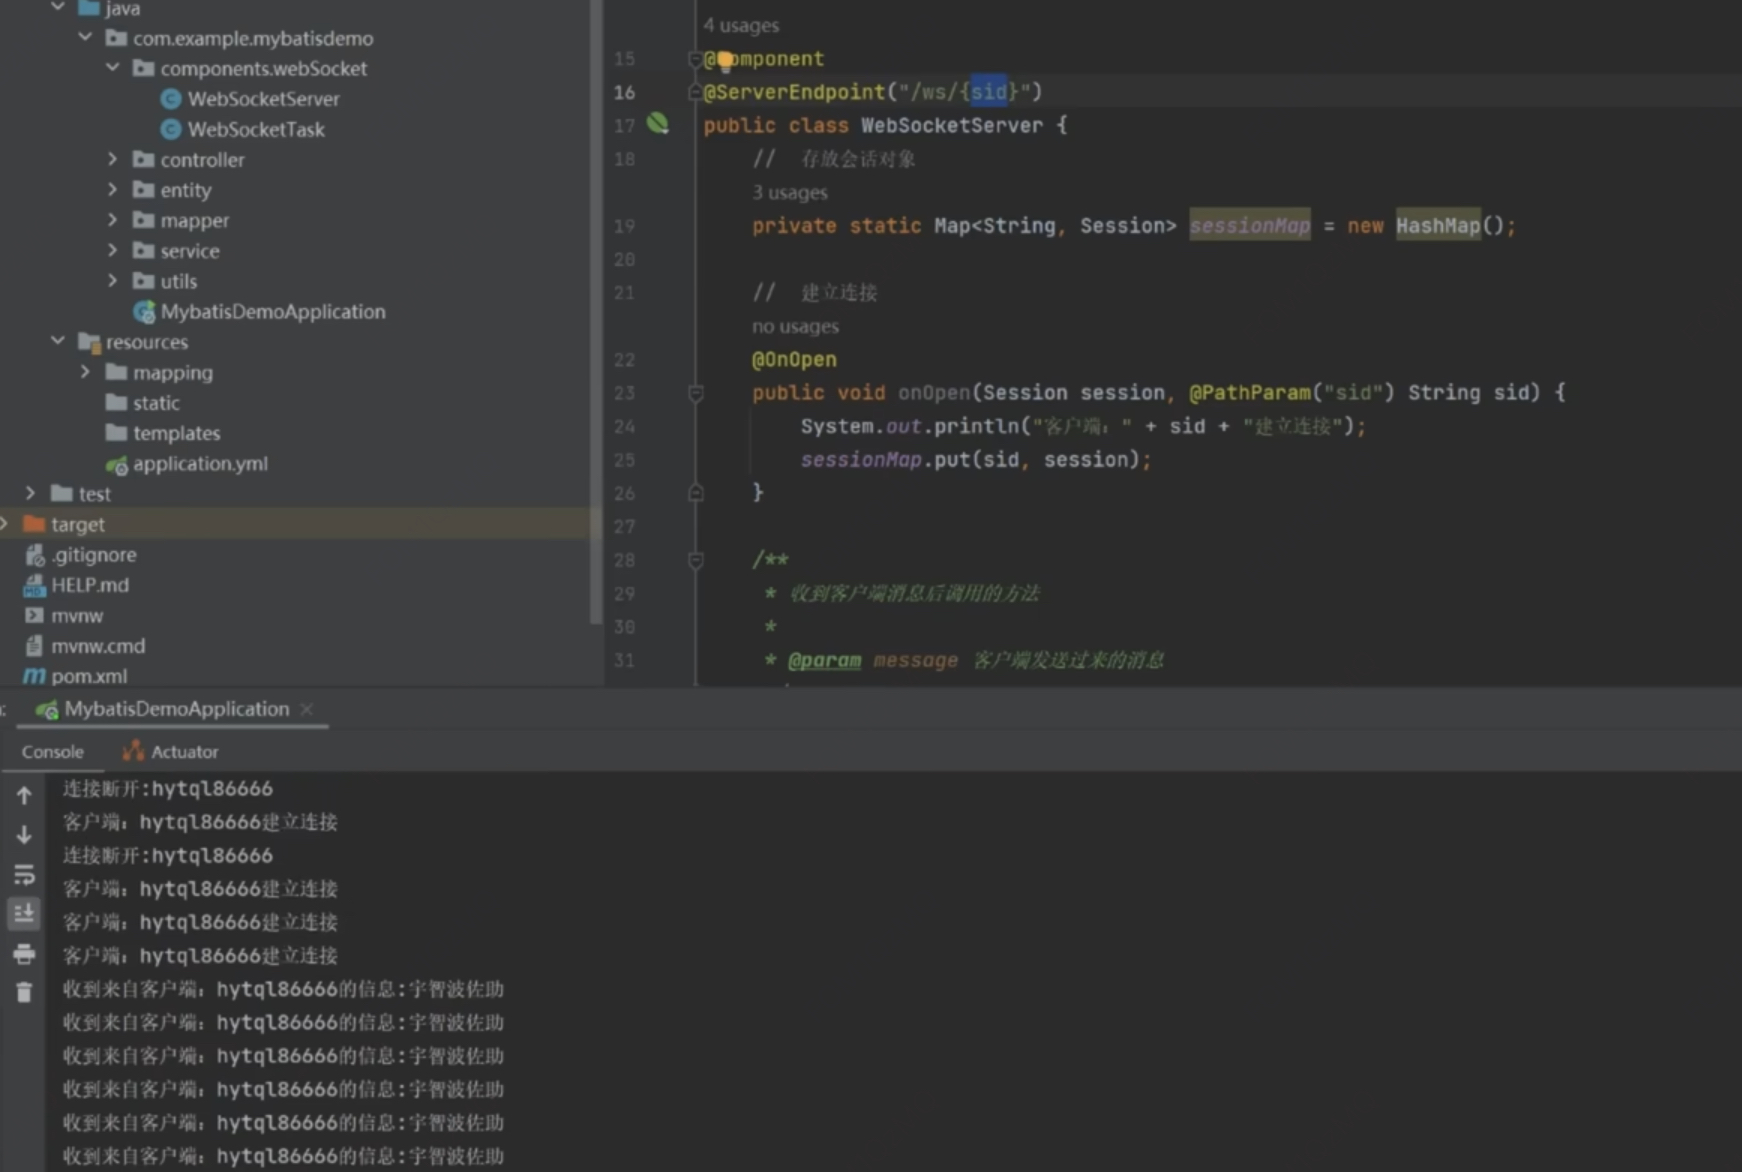 java
com.example.mybatisdemo
components.webSocket
WebSocketServer
WebSocketTask
controller
entity
mapper
service
utils
MybatisDemoApplication
resources
mapping
static
templates
application.yml
test
target
.gitignore
HELP.md
mvnw
mvnw.cmd
pom.xml
4 usages
15 @Component
16 @ServerEndpoint("/ws/{sid}")
17 public class WebSocketServer {
18 // 存放会话对象
3 usages
19 private static Map<String, Session> sessionMap = new HashMap();
20
21 // 建立连接
no usages
22 @OnOpen
23 public void onOpen(Session session, @PathParam("sid") String sid) {
24 System.out.println("客户端：" + sid + "建立连接");
25 sessionMap.put(sid, session);
26 }
27
28 /**
29 * 收到客户端消息后调用的方法
30 *
31 * @param message 客户端发送过来的消息
MybatisDemoApplication
Console Actuator
连接断开:hytql86666
客户端：hytql86666建立连接
连接断开:hytql86666
客户端：hytql86666建立连接
客户端：hytql86666建立连接
客户端：hytql86666建立连接
收到来自客户端：hytql86666的信息:宇智波佐助
收到来自客户端：hytql86666的信息:宇智波佐助
收到来自客户端：hytql86666的信息:宇智波佐助
收到来自客户端：hytql86666的信息:宇智波佐助
收到来自客户端：hytql86666的信息:宇智波佐助
收到来自客户端：hytql86666的信息:宇智波佐助